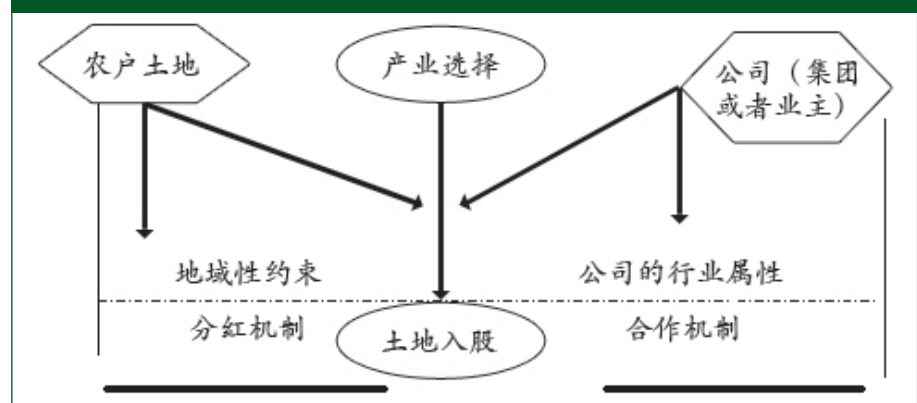 农户土地
产业选择
公司（集团
或者业主）
地域性约束
公司的行业属性
分红机制
土地入股
合作机制